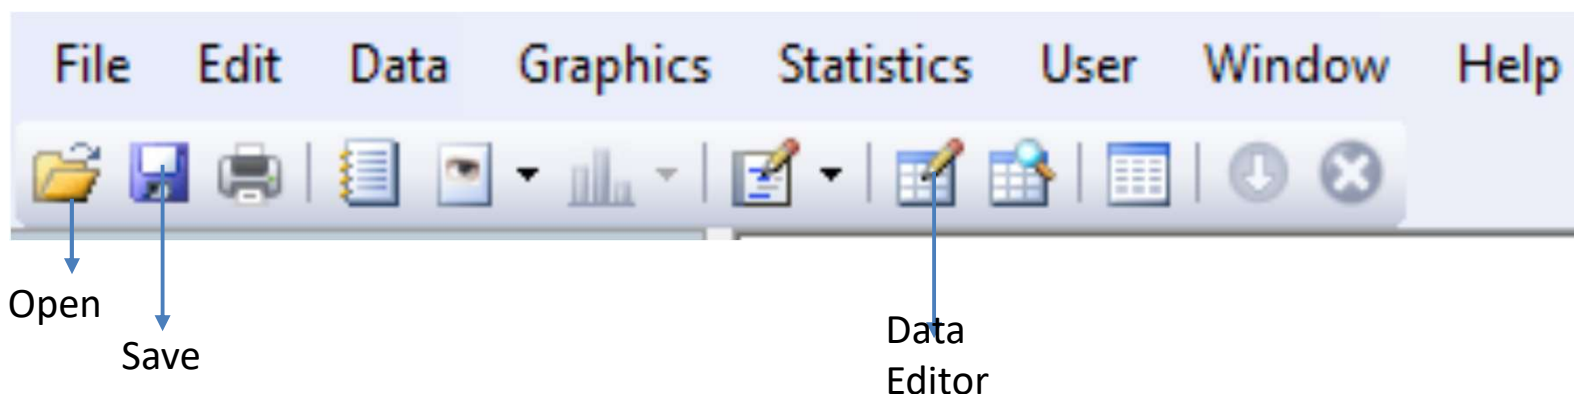 File Edit Data Graphics Statistics User Window Help
Open
Save
Data
Editor